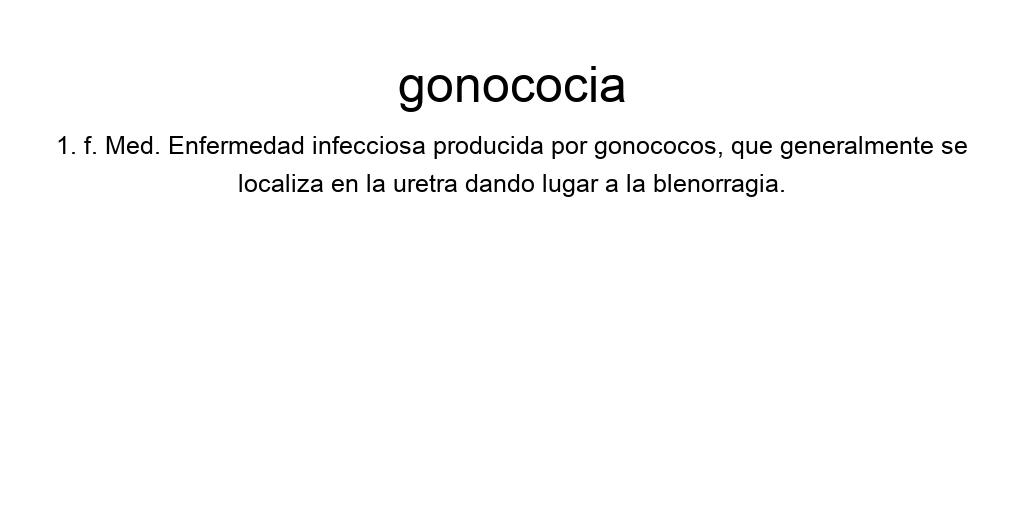 gonococia
1. f. Med. Enfermedad infecciosa producida por gonococos, que generalmente se
localiza en la uretra dando lugar a la blenorragia.